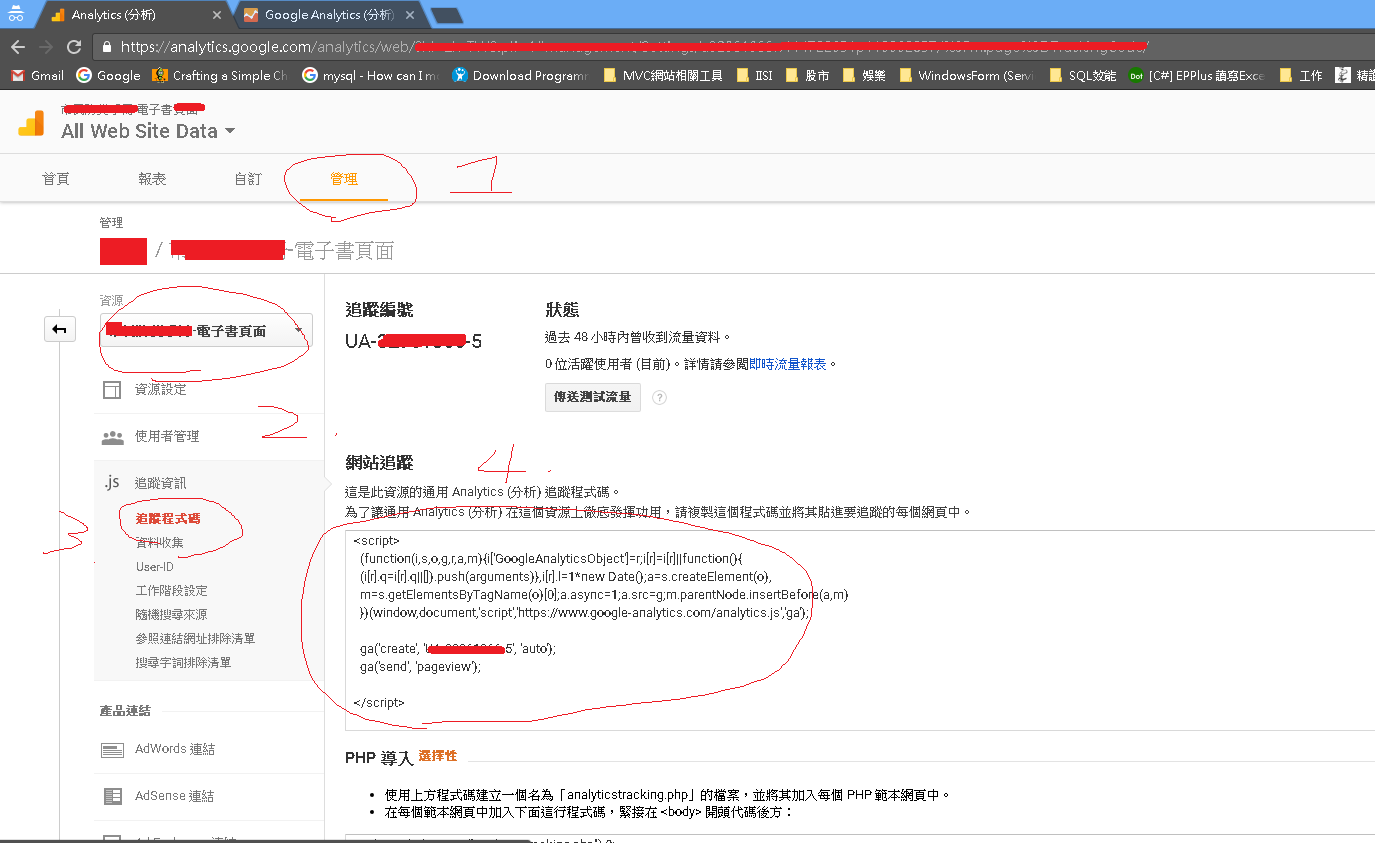 Analytics (分析)
Google Analytics (分析)
https://analytics.google.com/analytics/web/
Gmail
Google
Crafting a Simple Ch
mysql - How can I m
Download Programm
MVC網站相關工具
IISI
股市
娛樂
WindowsForm (Servi
SQL效能
Dot
[C#] EPPlus 讀寫Exce
工作
電子書頁面
All Web Site Data
首頁
報表
自訂
管理
1
管理
/
-電子書頁面
資源
-電子書頁面
資源設定
使用者管理
2
.js 追蹤資訊
追蹤程式碼
3
資料收集
User-ID
工作階段設定
隨機搜尋來源
參照連結網址排除清單
搜尋字詞排除清單
產品連結
AdWords 連結
AdSense 連結
追蹤編號
UA- -5
狀態
過去 48 小時內曾收到流量資料。
0 位活躍使用者 (目前)。詳情請參閱即時流量報表。
傳送測試流量
?
網站追蹤
4
這是此資源的通用 Analytics (分析) 追蹤程式碼。
為了讓通用 Analytics (分析) 在這個資源上徹底發揮功用，請複製這個程式碼並將其貼進要追蹤的每個網頁中。
<script>
(function(i,s,o,g,r,a,m){i['GoogleAnalyticsObject']=r;i[r]=i[r]||function(){
(i[r].q=i[r].q||[]).push(arguments)},i[r].l=1*new Date();a=s.createElement(o),
m=s.getElementsByTagName(o)[0];a.async=1;a.src=g;m.parentNode.insertBefore(a,m)
})(window,document,'script','https://www.google-analytics.com/analytics.js','ga');
ga('create', ' 5', 'auto');
ga('send', 'pageview');
</script>
PHP 導入 選擇性
使用上方程式碼建立一個名為「analyticstracking.php」的檔案，並將其加入每個 PHP 範本網頁中。
在每個範本網頁中加入下面這行程式碼，緊接在 <body> 開頭代碼後方：